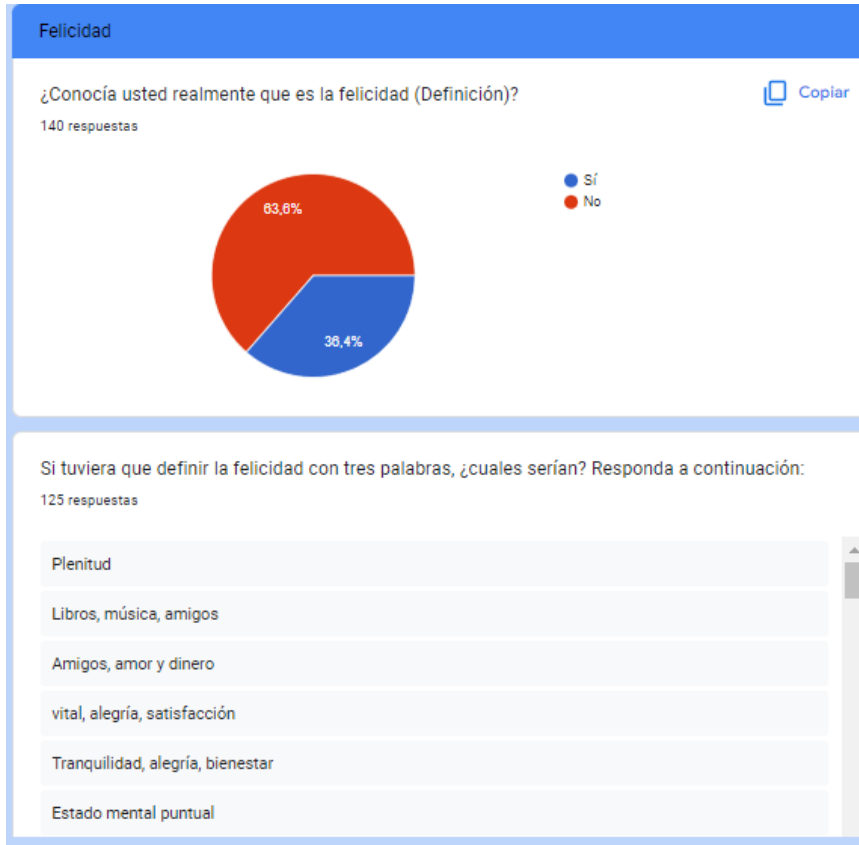 Felicidad
¿Conocía usted realmente que es la felicidad (Definición)?
Copiar
140 respuestas
Sí
No
63,6%
36,4%
Si tuviera que definir la felicidad con tres palabras, ¿cuales serían? Responda a continuación:
125 respuestas
Plenitud
Libros, música, amigos
Amigos, amor y dinero
vital, alegría, satisfacción
Tranquilidad, alegría, bienestar
Estado mental puntual